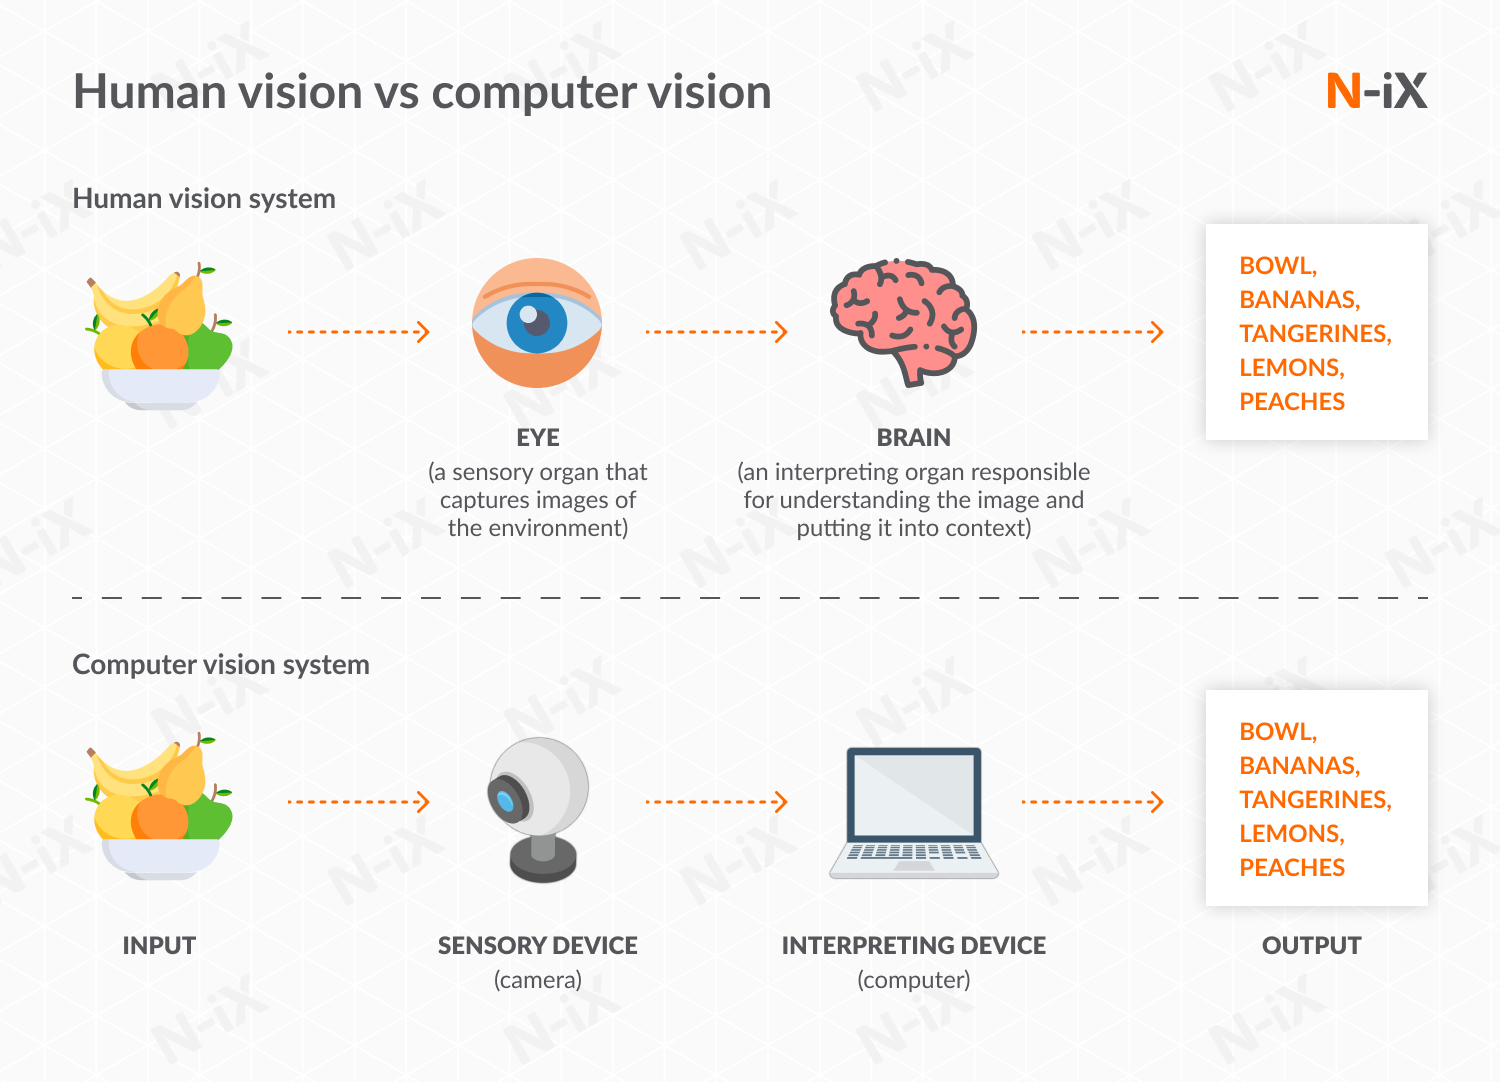 Human vision vs computer vision
N-iX
Human vision system
BOWL,
BANANAS,
TANGERINES,
LEMONS,
PEACHES
EYE
(a sensory organ that
captures images of
the environment)
BRAIN
(an interpreting organ responsible
for understanding the image and
putting it into context)
Computer vision system
BOWL,
BANANAS,
TANGERINES,
LEMONS,
PEACHES
INPUT
SENSORY DEVICE
(camera)
INTERPRETING DEVICE
(computer)
OUTPUT